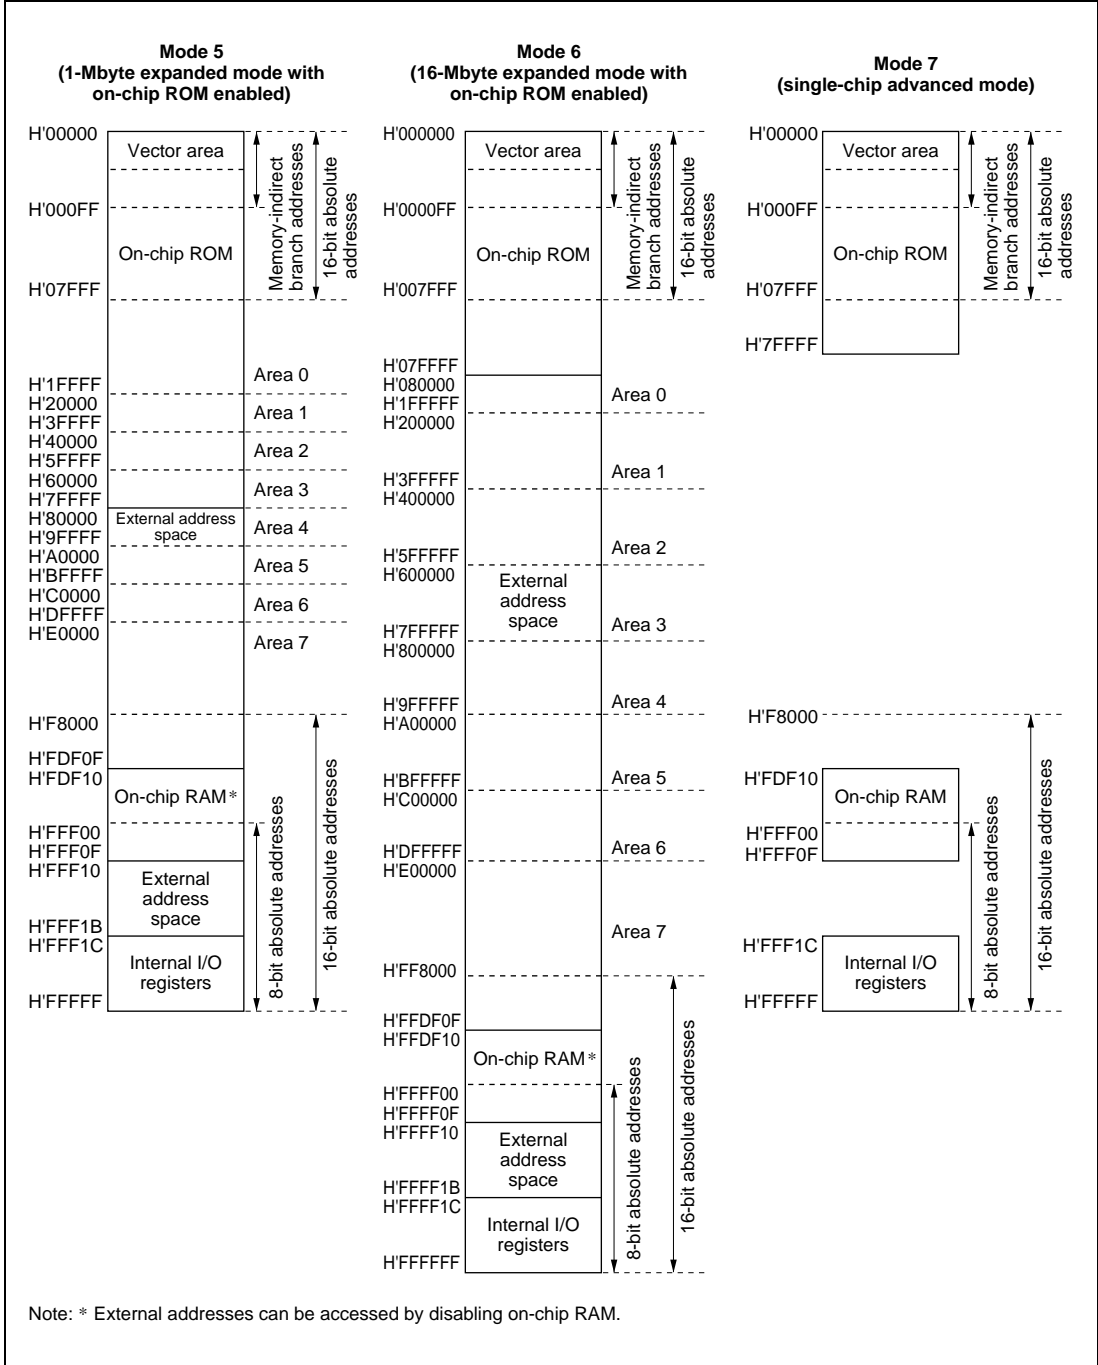 Mode 5
(1-Mbyte expanded mode with
on-chip ROM enabled)
H'00000
Vector area
H'000FF
On-chip ROM
H'07FFF
Memory-indirect
branch addresses
16-bit absolute
addresses
H'1FFFF
Area 0
H'20000
H'3FFFF
Area 1
H'40000
H'5FFFF
Area 2
H'60000
H'7FFFF
Area 3
H'80000
H'9FFFF
External address
space
Area 4
H'A0000
H'BFFFF
Area 5
H'C0000
H'DFFFF
Area 6
H'E0000
Area 7
H'F8000
H'FDF0F
H'FDF10
On-chip RAM*
H'FFF00
H'FFF0F
H'FFF10
External
address
space
H'FFF1B
H'FFF1C
Internal I/O
registers
H'FFFFF
8-bit absolute addresses
16-bit absolute addresses
Mode 6
(16-Mbyte expanded mode with
on-chip ROM enabled)
H'000000
Vector area
H'0000FF
On-chip ROM
H'007FFF
Memory-indirect
branch addresses
16-bit absolute
addresses
H'07FFFF
H'080000
H'1FFFFF
Area 0
H'200000
H'3FFFFF
Area 1
H'400000
H'5FFFFF
Area 2
H'600000
External
address
space
H'7FFFFF
Area 3
H'800000
H'9FFFFF
Area 4
H'A00000
H'BFFFFF
Area 5
H'C00000
H'DFFFFF
Area 6
H'E00000
Area 7
H'FF8000
H'FFDF0F
H'FFDF10
On-chip RAM*
H'FFFF00
H'FFFF0F
H'FFFF10
External
address
space
H'FFFF1B
H'FFFF1C
Internal I/O
registers
H'FFFFFF
8-bit absolute addresses
16-bit absolute addresses
Mode 7
(single-chip advanced mode)
H'00000
Vector area
H'000FF
On-chip ROM
H'07FFF
H'7FFFF
Memory-indirect
branch addresses
16-bit absolute
addresses
H'F8000
H'FDF10
On-chip RAM
H'FFF00
H'FFF0F
H'FFF1C
Internal I/O
registers
H'FFFFF
8-bit absolute addresses
16-bit absolute addresses
Note: * External addresses can be accessed by disabling on-chip RAM.